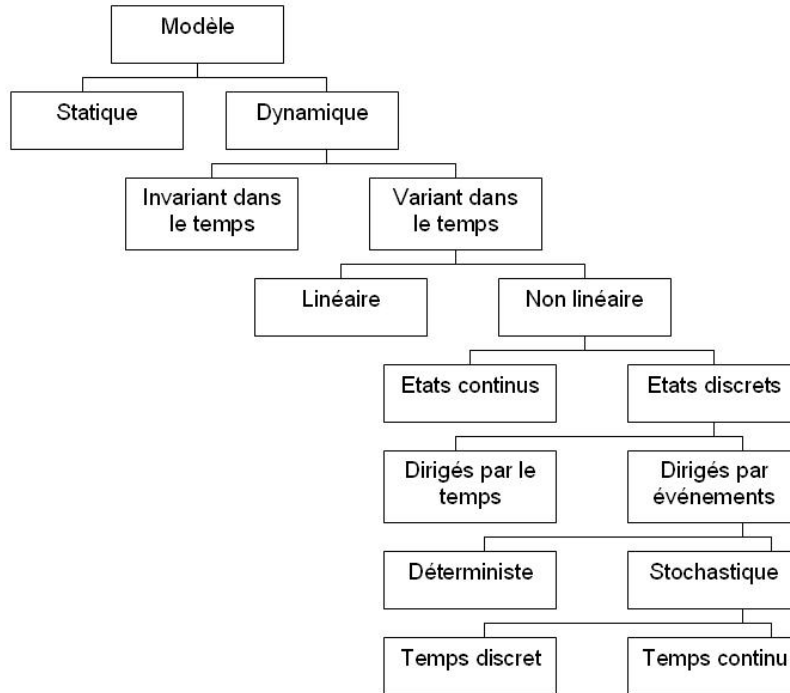 Modèle
Statique
Dynamique
Invariant dans
le temps
Variant dans
le temps
Linéaire
Non linéaire
Etats continus
Etats discrets
Dirigés par le
temps
Dirigés par
événements
Déterministe
Stochastique
Temps discret
Temps continu